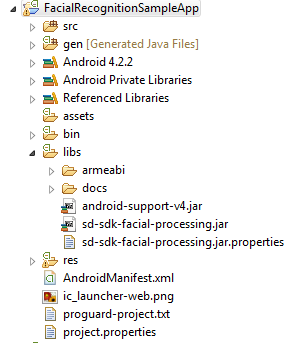 FacialRecognitionSampleApp
src
gen [Generated Java Files]
Android 4.2.2
Android Private Libraries
Referenced Libraries
assets
bin
libs
armeabi
docs
android-support-v4.jar
sd-sdk-facial-processing.jar
sd-sdk-facial-processing.jar.properties
res
AndroidManifest.xml
ic_launcher-web.png
proguard-project.txt
project.properties